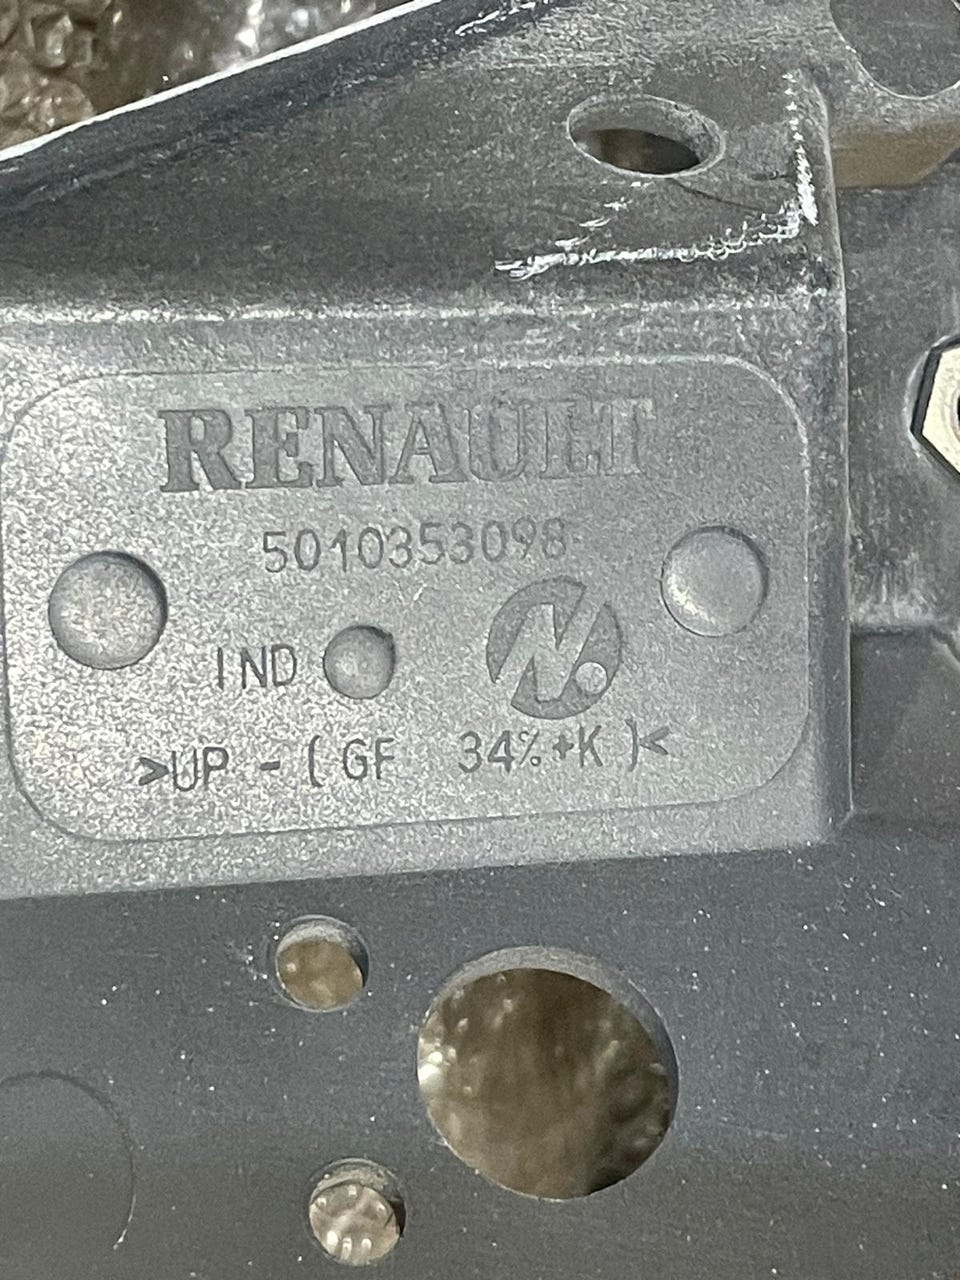 RENAULT
5010353098
IND
>UP - (GF 34%+K)<